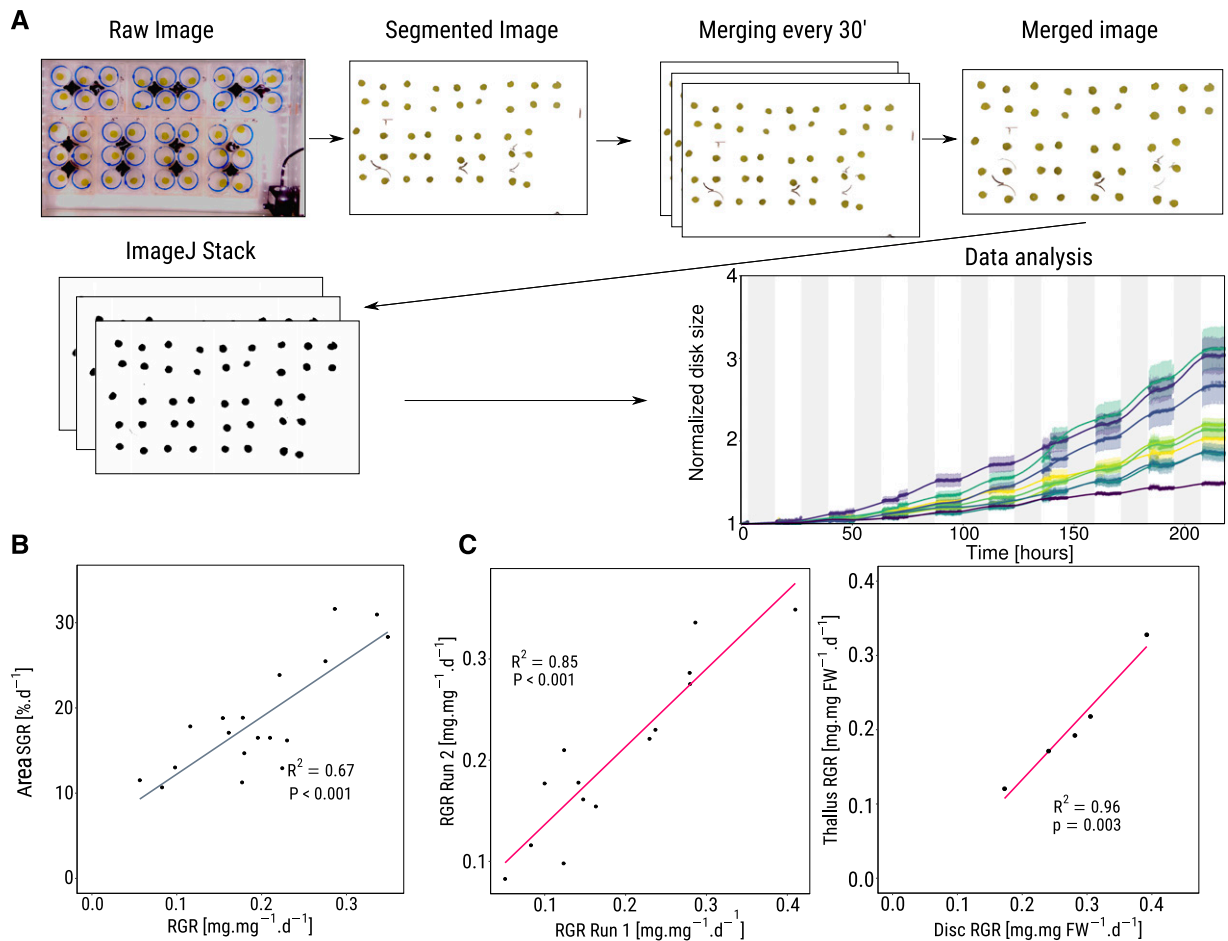 A
Raw Image
Segmented Image
Merging every 30'
Merged image
ImageJ Stack
Data analysis
Normalized disk size
4
3
2
1
0
50
100
150
200
Time [hours]
B
Area SGR [%.d⁻¹]
30
20
10
0
R² = 0.67
P < 0.001
0.0
0.1
0.2
0.3
RGR [mg.mg⁻¹.d⁻¹]
C
RGR Run 2 [mg.mg⁻¹.d⁻¹]
0.3
0.2
0.1
R² = 0.85
P < 0.001
0.1
0.2
0.3
0.4
RGR Run 1 [mg.mg⁻¹.d⁻¹]
Thallus RGR [mg.mg FW⁻¹.d⁻¹]
0.4
0.3
0.2
0.1
0.0
R² = 0.96
p = 0.003
0.0
0.1
0.2
0.3
0.4
Disc RGR [mg.mg FW⁻¹.d⁻¹]